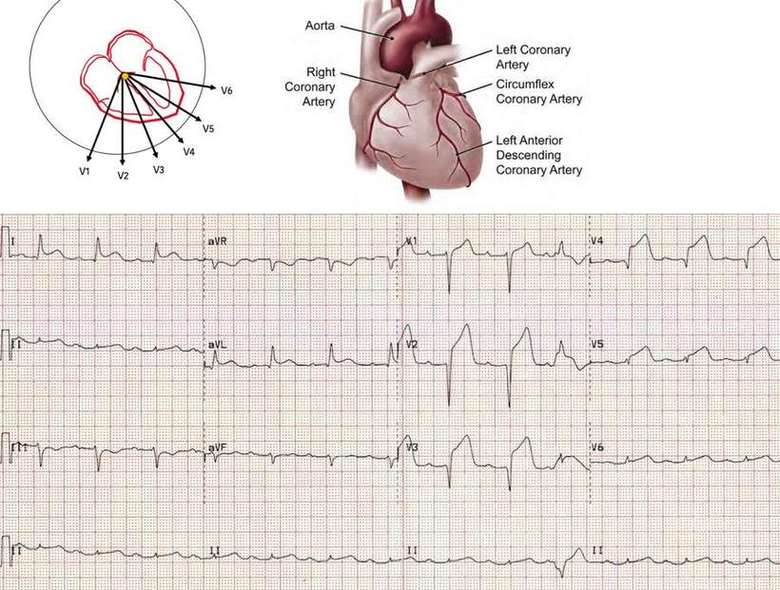 Aorta
Right
Coronary
Artery
Left Coronary
Artery
Circumflex
Coronary Artery
Left Anterior
Descending
Coronary Artery
V6
V5
V4
V3
V2
V1
I
aVR
V1
V4
II
aVL
V2
V5
III
aVF
V3
V6
II
II
II
II